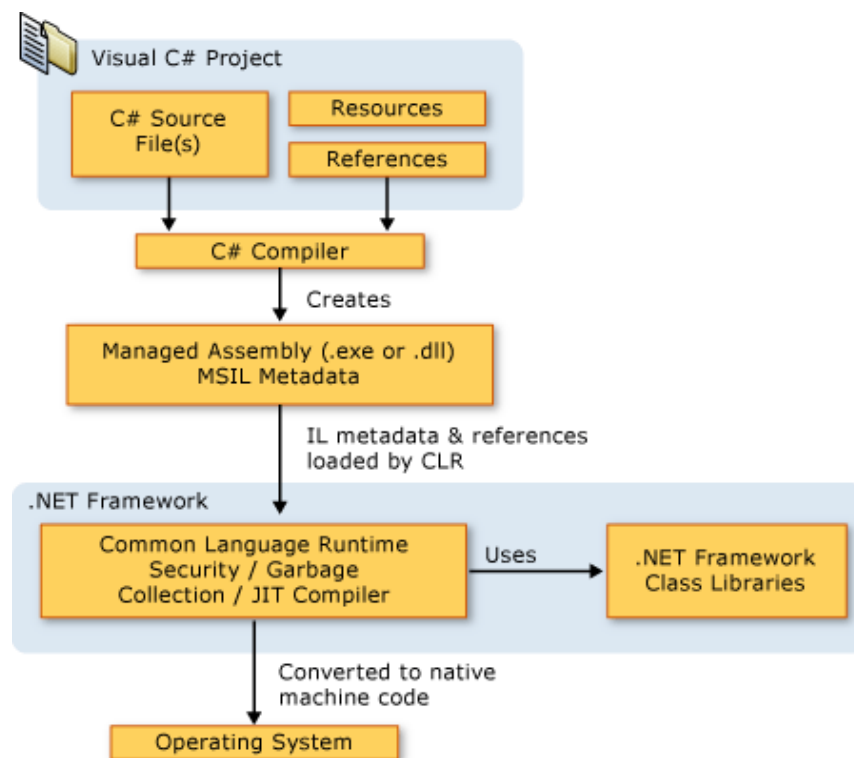 Visual C# Project
C# Source
File(s)
Resources
References
C# Compiler
Creates
Managed Assembly (.exe or .dll)
MSIL Metadata
IL metadata & references
loaded by CLR
.NET Framework
Common Language Runtime
Security / Garbage
Collection / JIT Compiler
Uses
.NET Framework
Class Libraries
Converted to native
machine code
Operating System